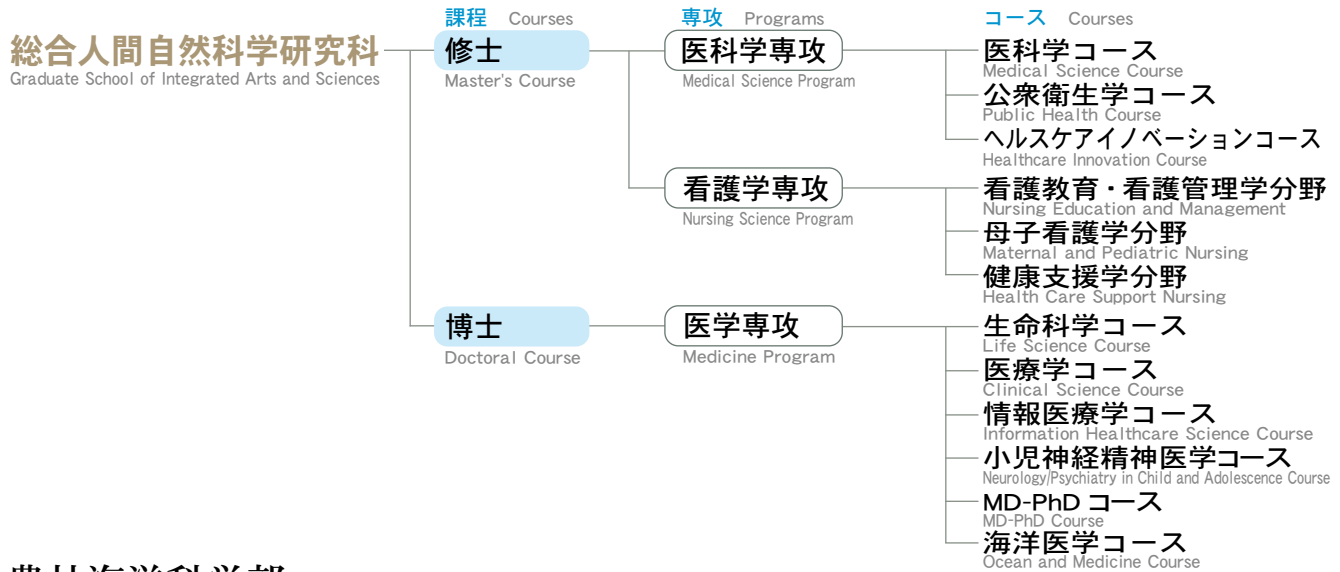 課程 Courses
専攻 Programs
コース Courses
総合人間自然科学研究科
Graduate School of Integrated Arts and Sciences
修士
Master's Course
医科学専攻
Medical Science Program
医科学コース
Medical Science Course
公衆衛生学コース
Public Health Course
ヘルスケアイノベーションコース
Healthcare Innovation Course
看護学専攻
Nursing Science Program
看護教育・看護管理学分野
Nursing Education and Management
母子看護学分野
Maternal and Pediatric Nursing
健康支援学分野
Health Care Support Nursing
博士
Doctoral Course
医学専攻
Medicine Program
生命科学コース
Life Science Course
医療学コース
Clinical Science Course
情報医療学コース
Information Healthcare Science Course
小児神経精神医学コース
Neurology/Psychiatry in Child and Adolescence Course
MD-PhD コース
MD-PhD Course
海洋医学コース
Ocean and Medicine Course